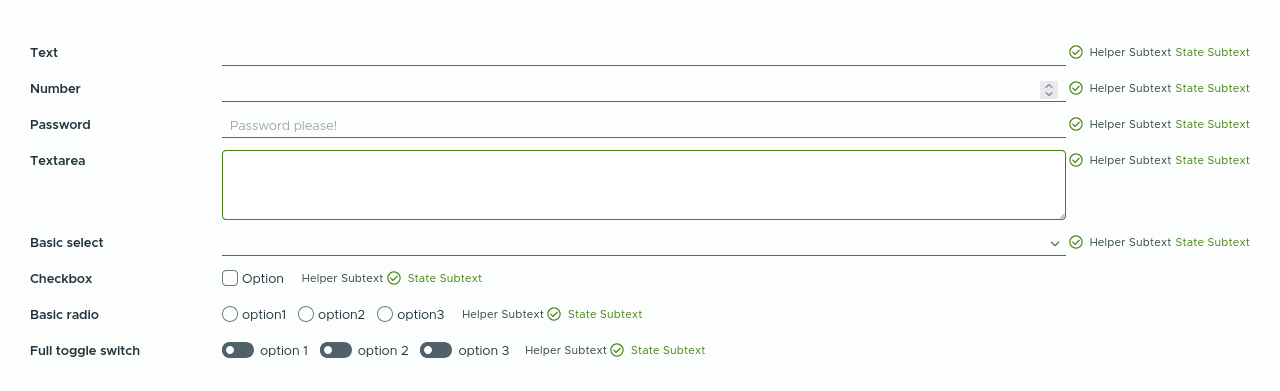 Text Helper Subtext State Subtext
Number Helper Subtext State Subtext
Password Password please! Helper Subtext State Subtext
Textarea Helper Subtext State Subtext
Basic select Helper Subtext State Subtext
Checkbox Option Helper Subtext State Subtext
Basic radio option1 option2 option3 Helper Subtext State Subtext
Full toggle switch option 1 option 2 option 3 Helper Subtext State Subtext